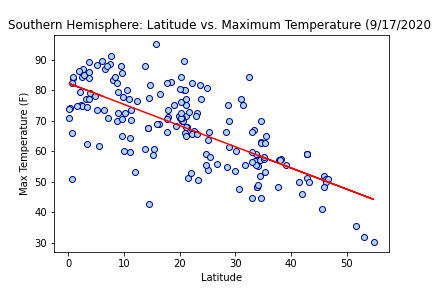 Southern Hemisphere: Latitude vs. Maximum Temperature (9/17/2020
90
80
70
60
50
40
30
Max Temperature (F)
0 10 20 30 40 50
Latitude